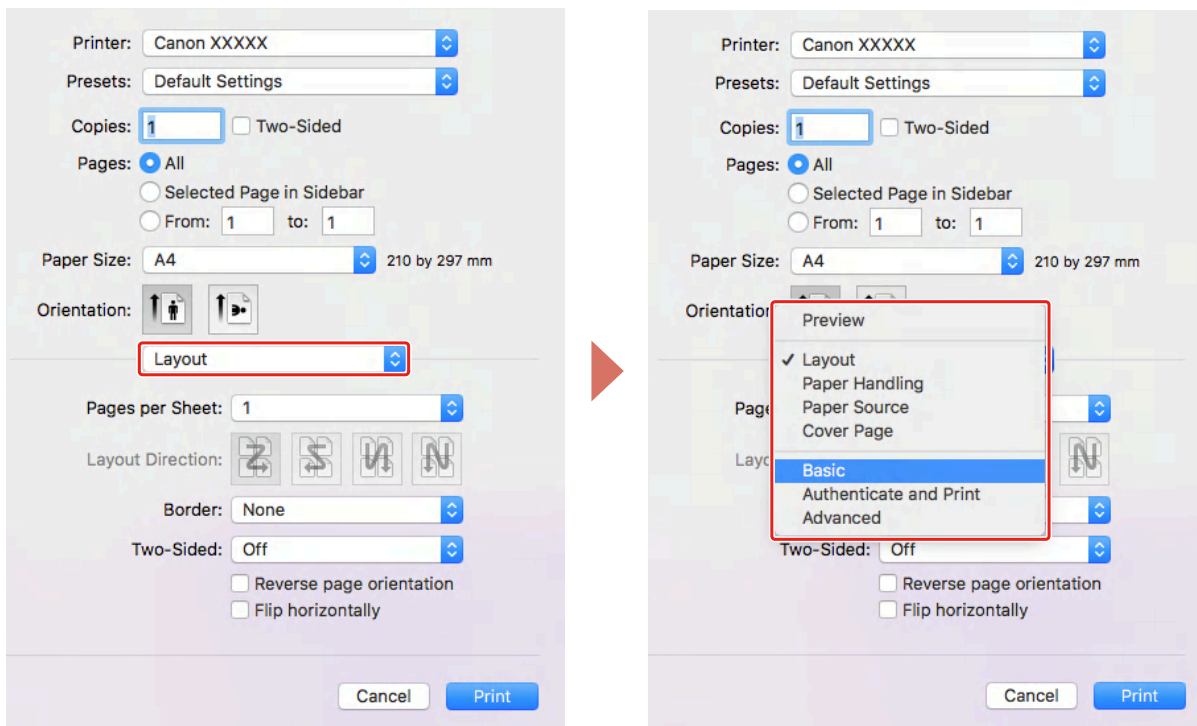 Printer: Canon XXXXX
Presets: Default Settings
Copies: 1 Two-Sided
Pages: All
Selected Page in Sidebar
From: 1 to: 1
Paper Size: A4 210 by 297 mm
Orientation:
Layout
Pages per Sheet: 1
Layout Direction:
Border: None
Two-Sided: Off
Reverse page orientation
Flip horizontally
Cancel Print
Printer: Canon XXXXX
Presets: Default Settings
Copies: 1 Two-Sided
Pages: All
Selected Page in Sidebar
From: 1 to: 1
Paper Size: A4 210 by 297 mm
Orientation
Preview
✓ Layout
Paper Handling
Page
Paper Source
Cover Page
Layo
Basic
Authenticate and Print
Advanced
Two-Sided: Off
Reverse page orientation
Flip horizontally
Cancel Print